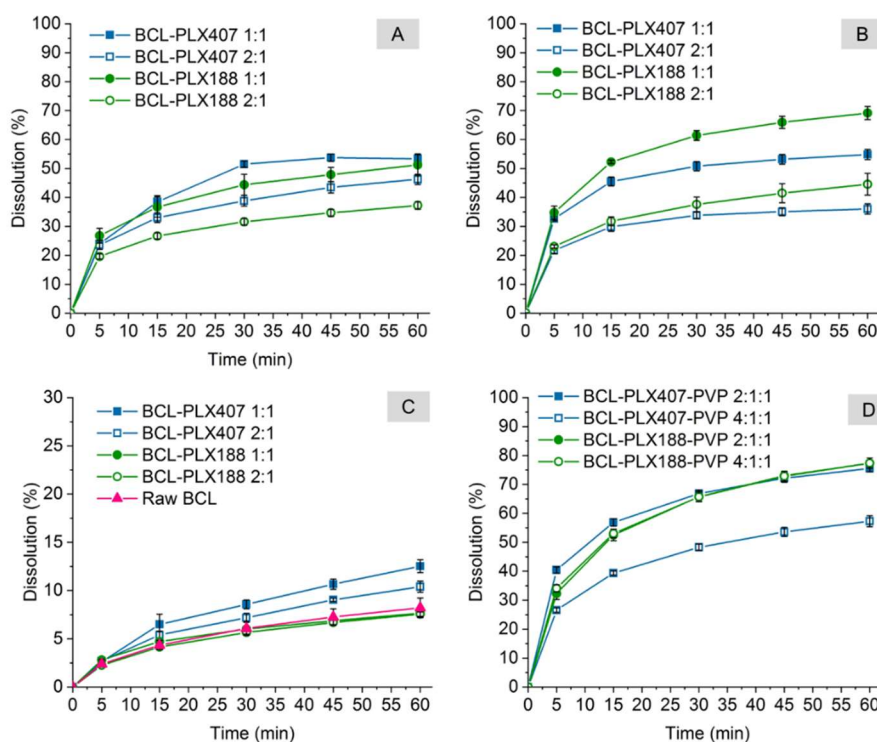 A
BCL-PLX407 1:1
BCL-PLX407 2:1
BCL-PLX188 1:1
BCL-PLX188 2:1
100
90
80
70
60
50
40
30
20
10
0
Dissolution (%)
0 5 10 15 20 25 30 35 40 45 50 55 60
Time (min)
B
BCL-PLX407 1:1
BCL-PLX407 2:1
BCL-PLX188 1:1
BCL-PLX188 2:1
100
90
80
70
60
50
40
30
20
10
0
Dissolution (%)
0 5 10 15 20 25 30 35 40 45 50 55 60
C
BCL-PLX407 1:1
BCL-PLX407 2:1
BCL-PLX188 1:1
BCL-PLX188 2:1
Raw BCL
30
25
20
15
10
5
0
Dissolution (%)
0 5 10 15 20 25 30 35 40 45 50 55 60
Time (min)
D
BCL-PLX407-PVP 2:1:1
BCL-PLX407-PVP 4:1:1
BCL-PLX188-PVP 2:1:1
BCL-PLX188-PVP 4:1:1
100
90
80
70
60
50
40
30
20
10
0
Dissolution (%)
0 5 10 15 20 25 30 35 40 45 50 55 60
Time (min)